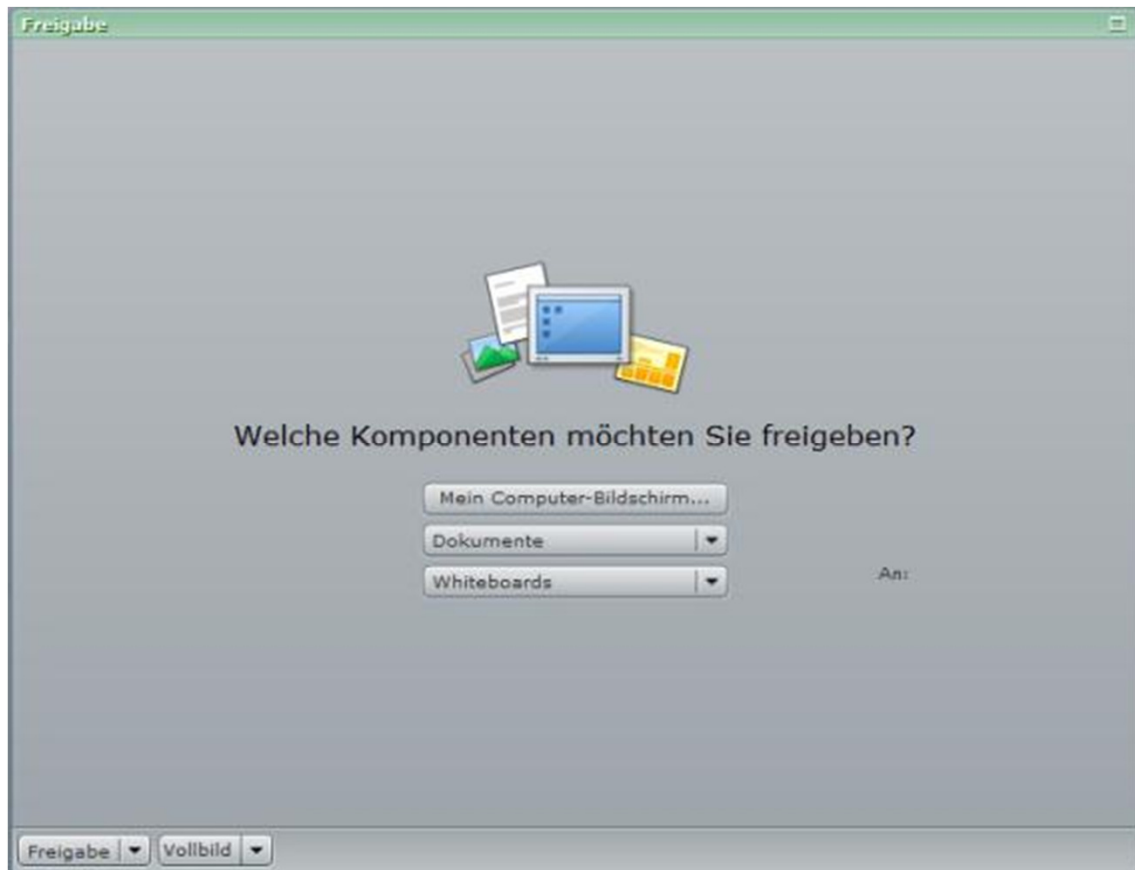 Freigabe
Welche Komponenten möchten Sie freigeben?
Mein Computer-Bildschirm...
Dokumente
Whiteboards
An:
Freigabe
Vollbild